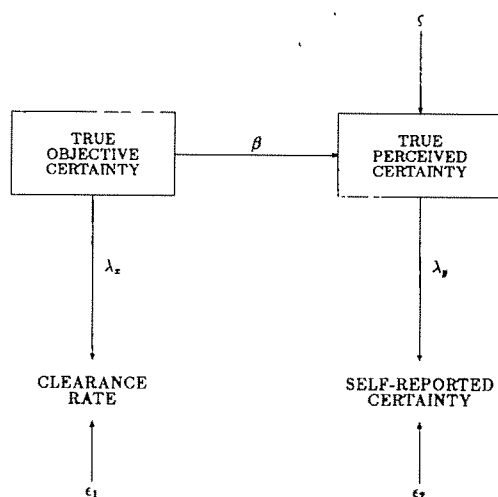 ς
TRUE
OBJECTIVE
CERTAINTY
β
TRUE
PERCEIVED
CERTAINTY
λx
λy
CLEARANCE
RATE
SELF-REPORTED
CERTAINTY
ε1
ε2